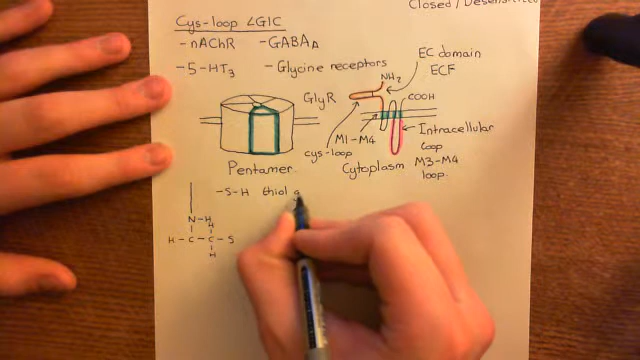 Closed/Desensitized
Cys-loop LGIC
-nAChR -GABAA
-5-HT3 -Glycine receptors
EC domain
ECF
NH2
GlyR
COOH
M1-M4
Intracellular
loop
M3-M4
loop.
cys-loop
Cytoplasm
Pentamer
-S-H thiol
N-H
H
H-C-C-S
H